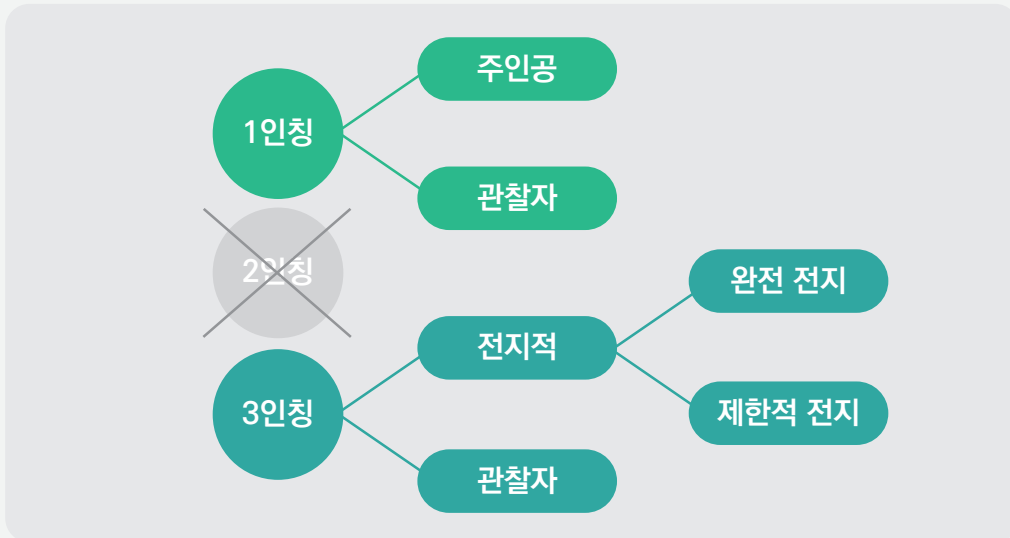 1인칭
주인공
관찰자
2인칭
3인칭
전지적
완전 전지
제한적 전지
관찰자